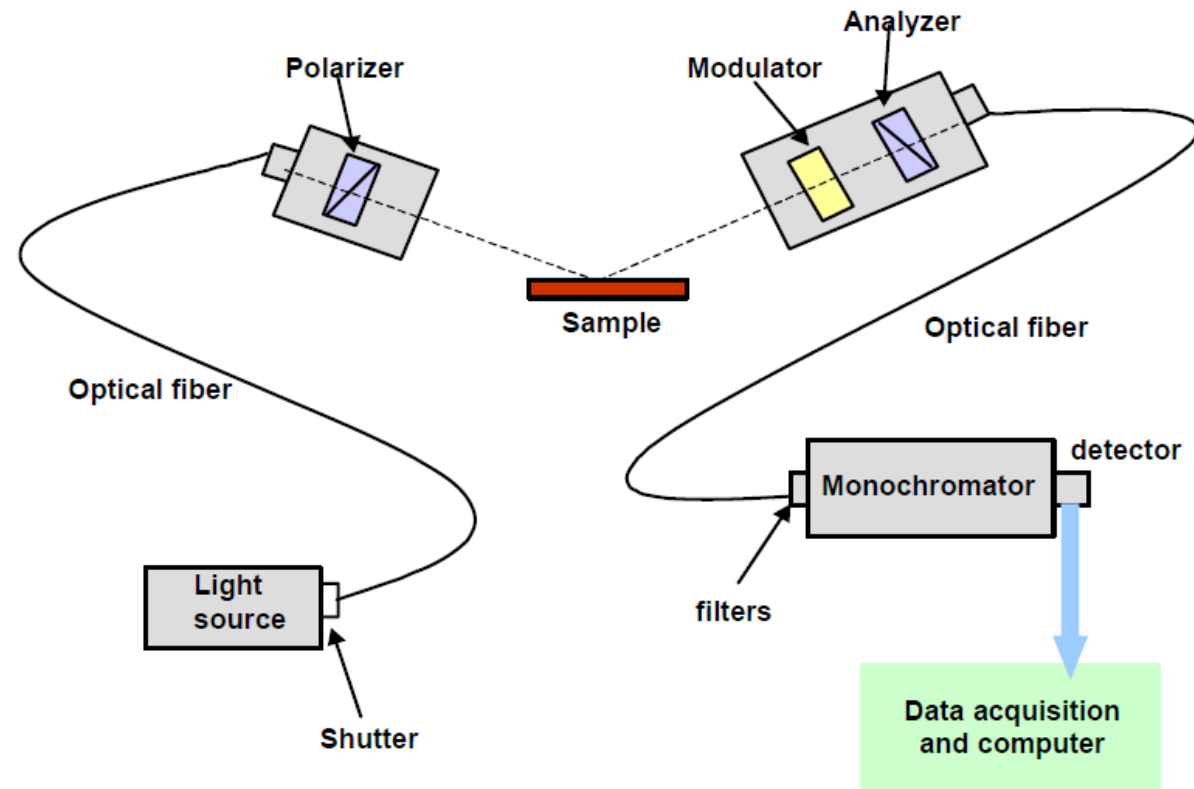 Analyzer
Polarizer
Modulator
Sample
Optical fiber
Optical fiber
detector
Monochromator
Light
source
filters
Shutter
Data acquisition
and computer